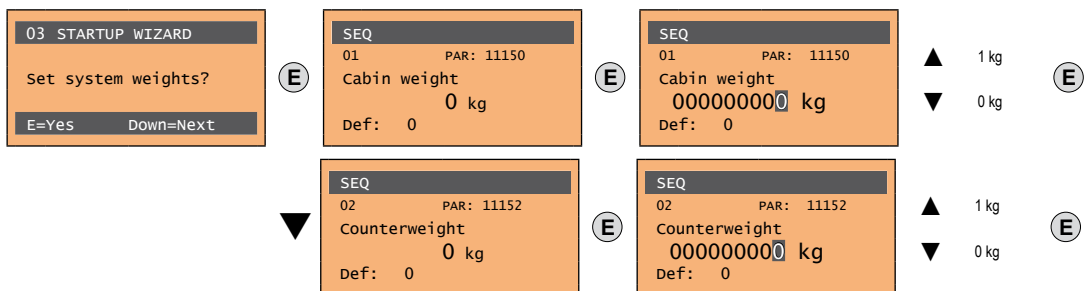 03 STARTUP WIZARD
Set system weights?
E=Yes Down=Next
E
SEQ
01 PAR: 11150
Cabin weight
0 kg
Def: 0
E
SEQ
01 PAR: 11150
Cabin weight
000000000 kg
Def: 0
▲ 1 kg
▼ 0 kg
E
▼
SEQ
02 PAR: 11152
Counterweight
0 kg
Def: 0
E
SEQ
02 PAR: 11152
Counterweight
000000000 kg
Def: 0
▲ 1 kg
▼ 0 kg
E